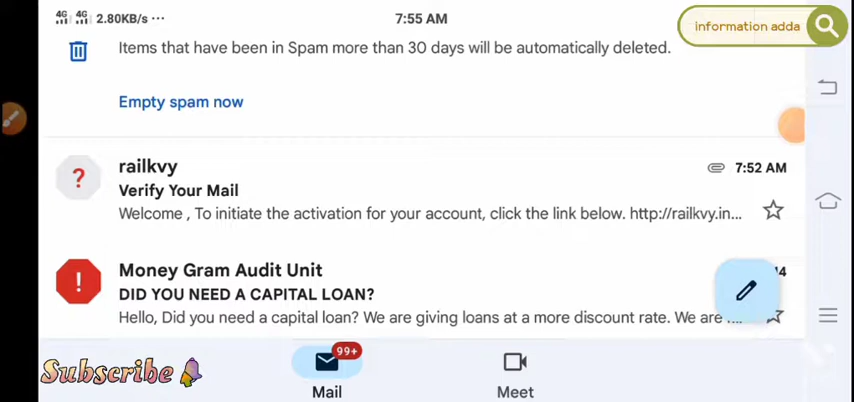 4G 4G 2.80KB/s ···
7:55 AM
information adda
Items that have been in Spam more than 30 days will be automatically deleted.
Empty spam now
?
railkvy
7:52 AM
Verify Your Mail
Welcome , To initiate the activation for your account, click the link below. http://railkvy.in...
!
Money Gram Audit Unit
DID YOU NEED A CAPITAL LOAN?
Hello, Did you need a capital loan? We are giving loans at a more discount rate. We are
99+
Subscribe
Mail
Meet